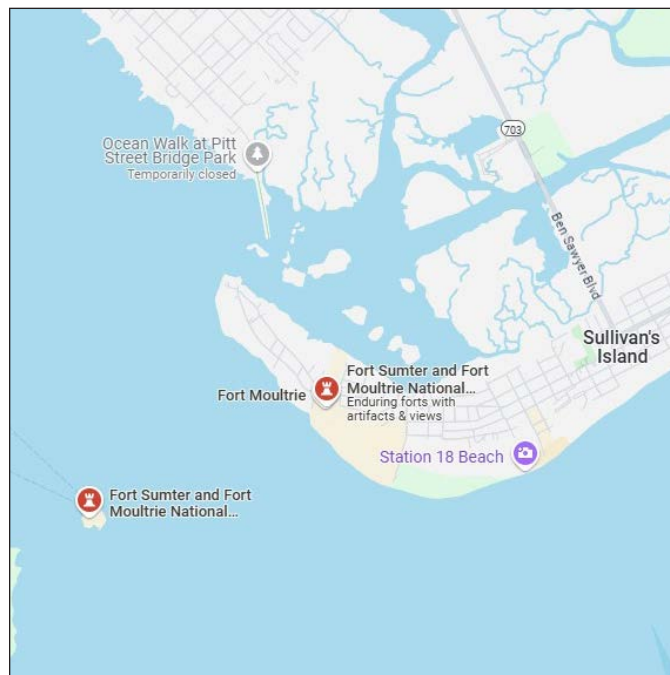 703
Ocean Walk at Pitt
Street Bridge Park
Temporarily closed
Ben Sawyer Blvd
Sullivan's
Island
Fort Moultrie
Fort Sumter and Fort
Moultrie National...
Enduring forts with
artifacts & views
Station 18 Beach
Fort Sumter and Fort
Moultrie National...